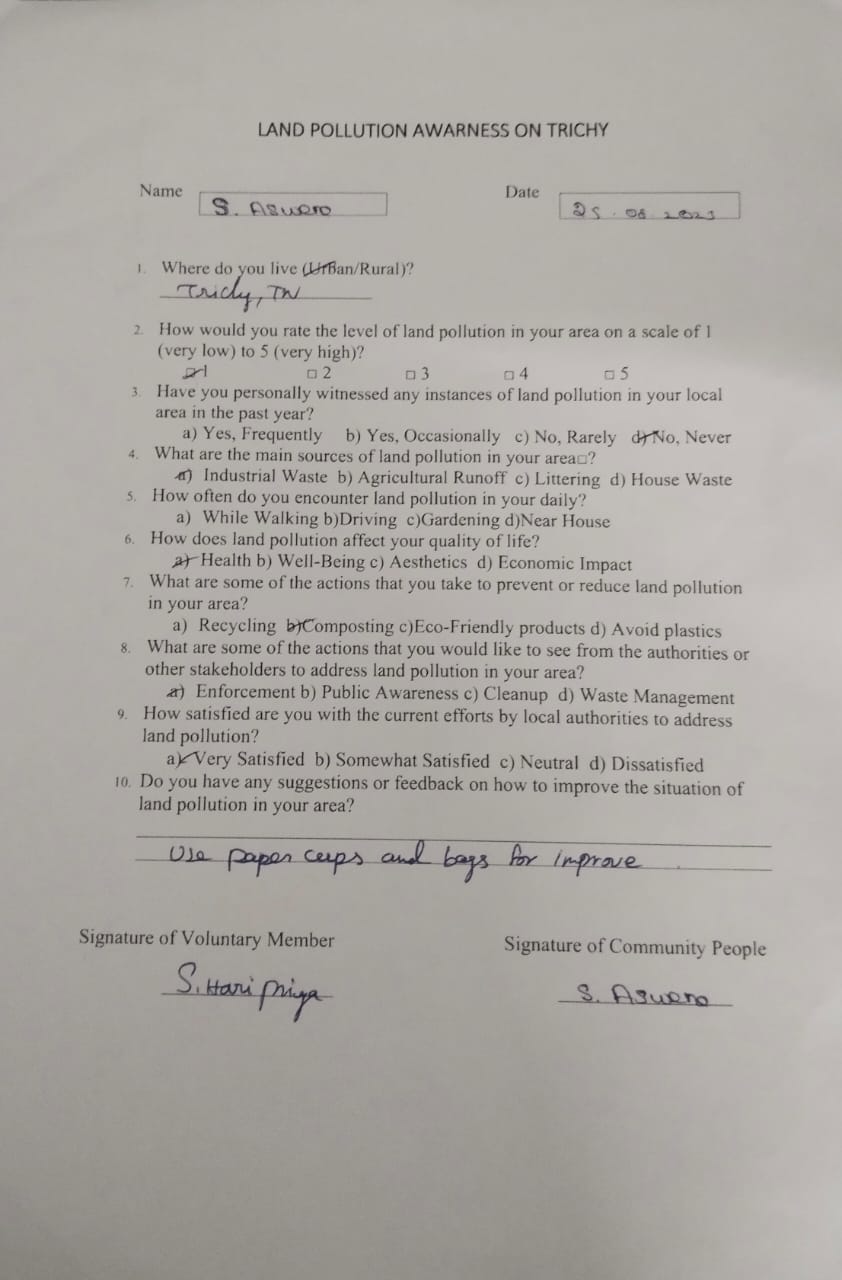 LAND POLLUTION AWARNESS ON TRICHY
Name S. Asuero Date 25.08.2023
1. Where do you live (Urban/Rural)?
Trichy, TN
2. How would you rate the level of land pollution in your area on a scale of 1
(very low) to 5 (very high)?
□ 1 □ 2 □ 3 □ 4 □ 5
3. Have you personally witnessed any instances of land pollution in your local
area in the past year?
a) Yes, Frequently b) Yes, Occasionally c) No, Rarely d) No, Never
4. What are the main sources of land pollution in your area□?
a) Industrial Waste b) Agricultural Runoff c) Littering d) House Waste
5. How often do you encounter land pollution in your daily?
a) While Walking b)Driving c)Gardening d)Near House
6. How does land pollution affect your quality of life?
a) Health b) Well-Being c) Aesthetics d) Economic Impact
7. What are some of the actions that you take to prevent or reduce land pollution
in your area?
a) Recycling b)Composting c)Eco-Friendly products d) Avoid plastics
8. What are some of the actions that you would like to see from the authorities or
other stakeholders to address land pollution in your area?
a) Enforcement b) Public Awareness c) Cleanup d) Waste Management
9. How satisfied are you with the current efforts by local authorities to address
land pollution?
a) Very Satisfied b) Somewhat Satisfied c) Neutral d) Dissatisfied
10. Do you have any suggestions or feedback on how to improve the situation of
land pollution in your area?
Use paper cups and bags for improve
Signature of Voluntary Member Signature of Community People
S. Hari priya S. Asuero